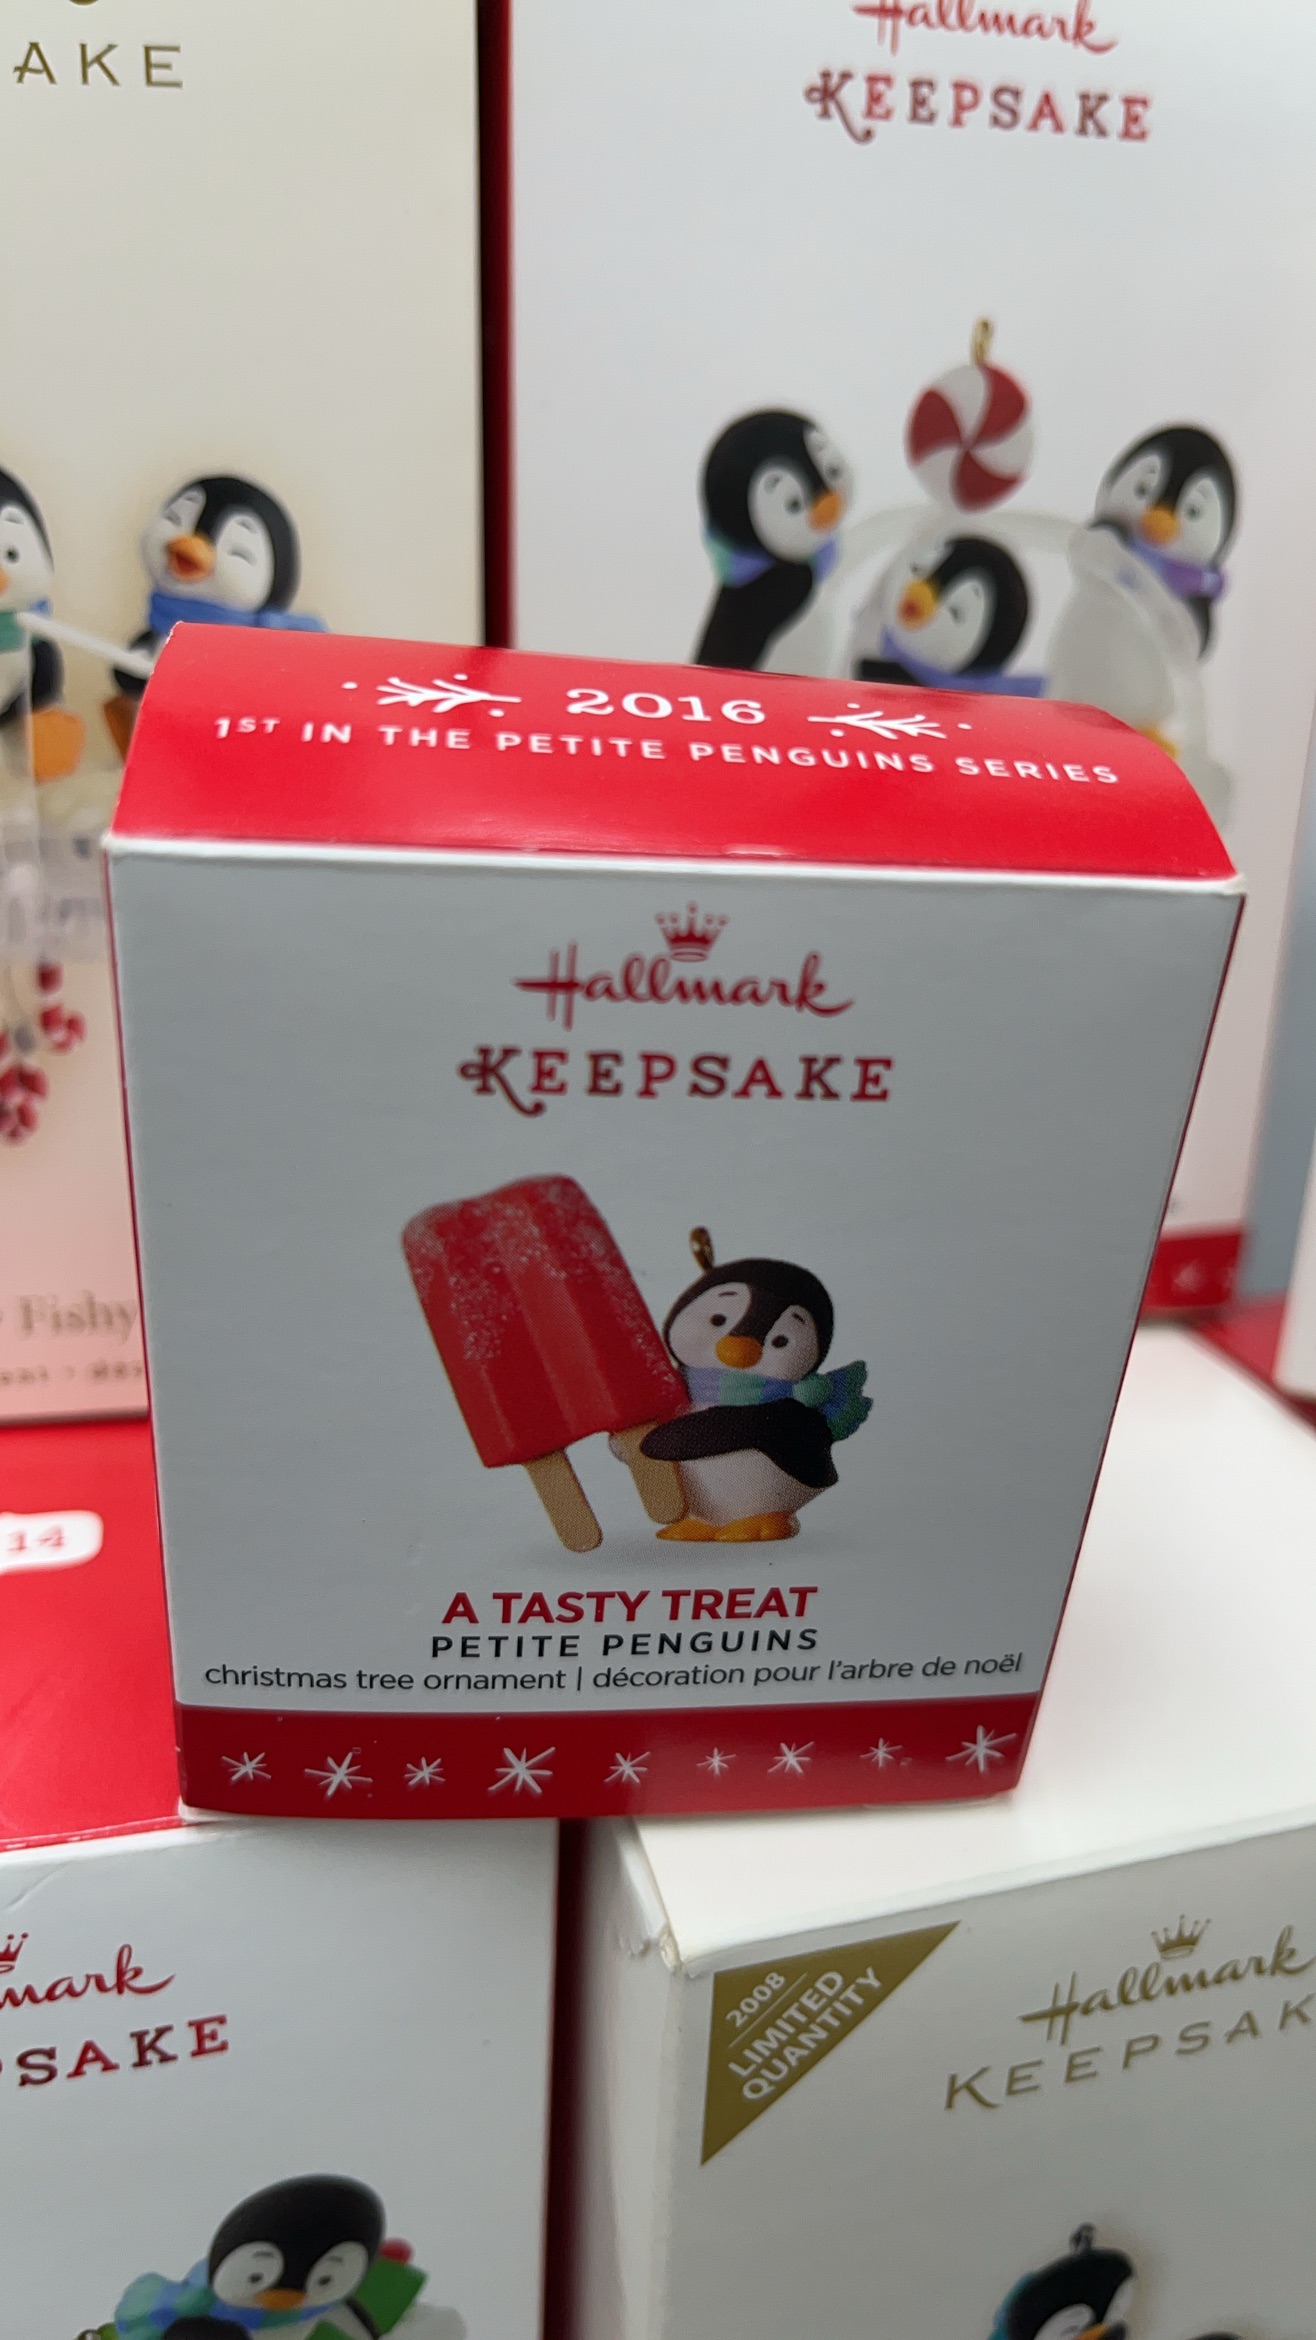 AKE
Hallmark
KEEPSAKE
2016
1ST IN THE PETITE PENGUINS SERIES
Hallmark
KEEPSAKE
A TASTY TREAT
PETITE PENGUINS
christmas tree ornament | décoration pour l'arbre de noël
Fishy
14
mark
SAKE
2008
LIMITED
QUANTITY
Hallmark
KEEPSAK